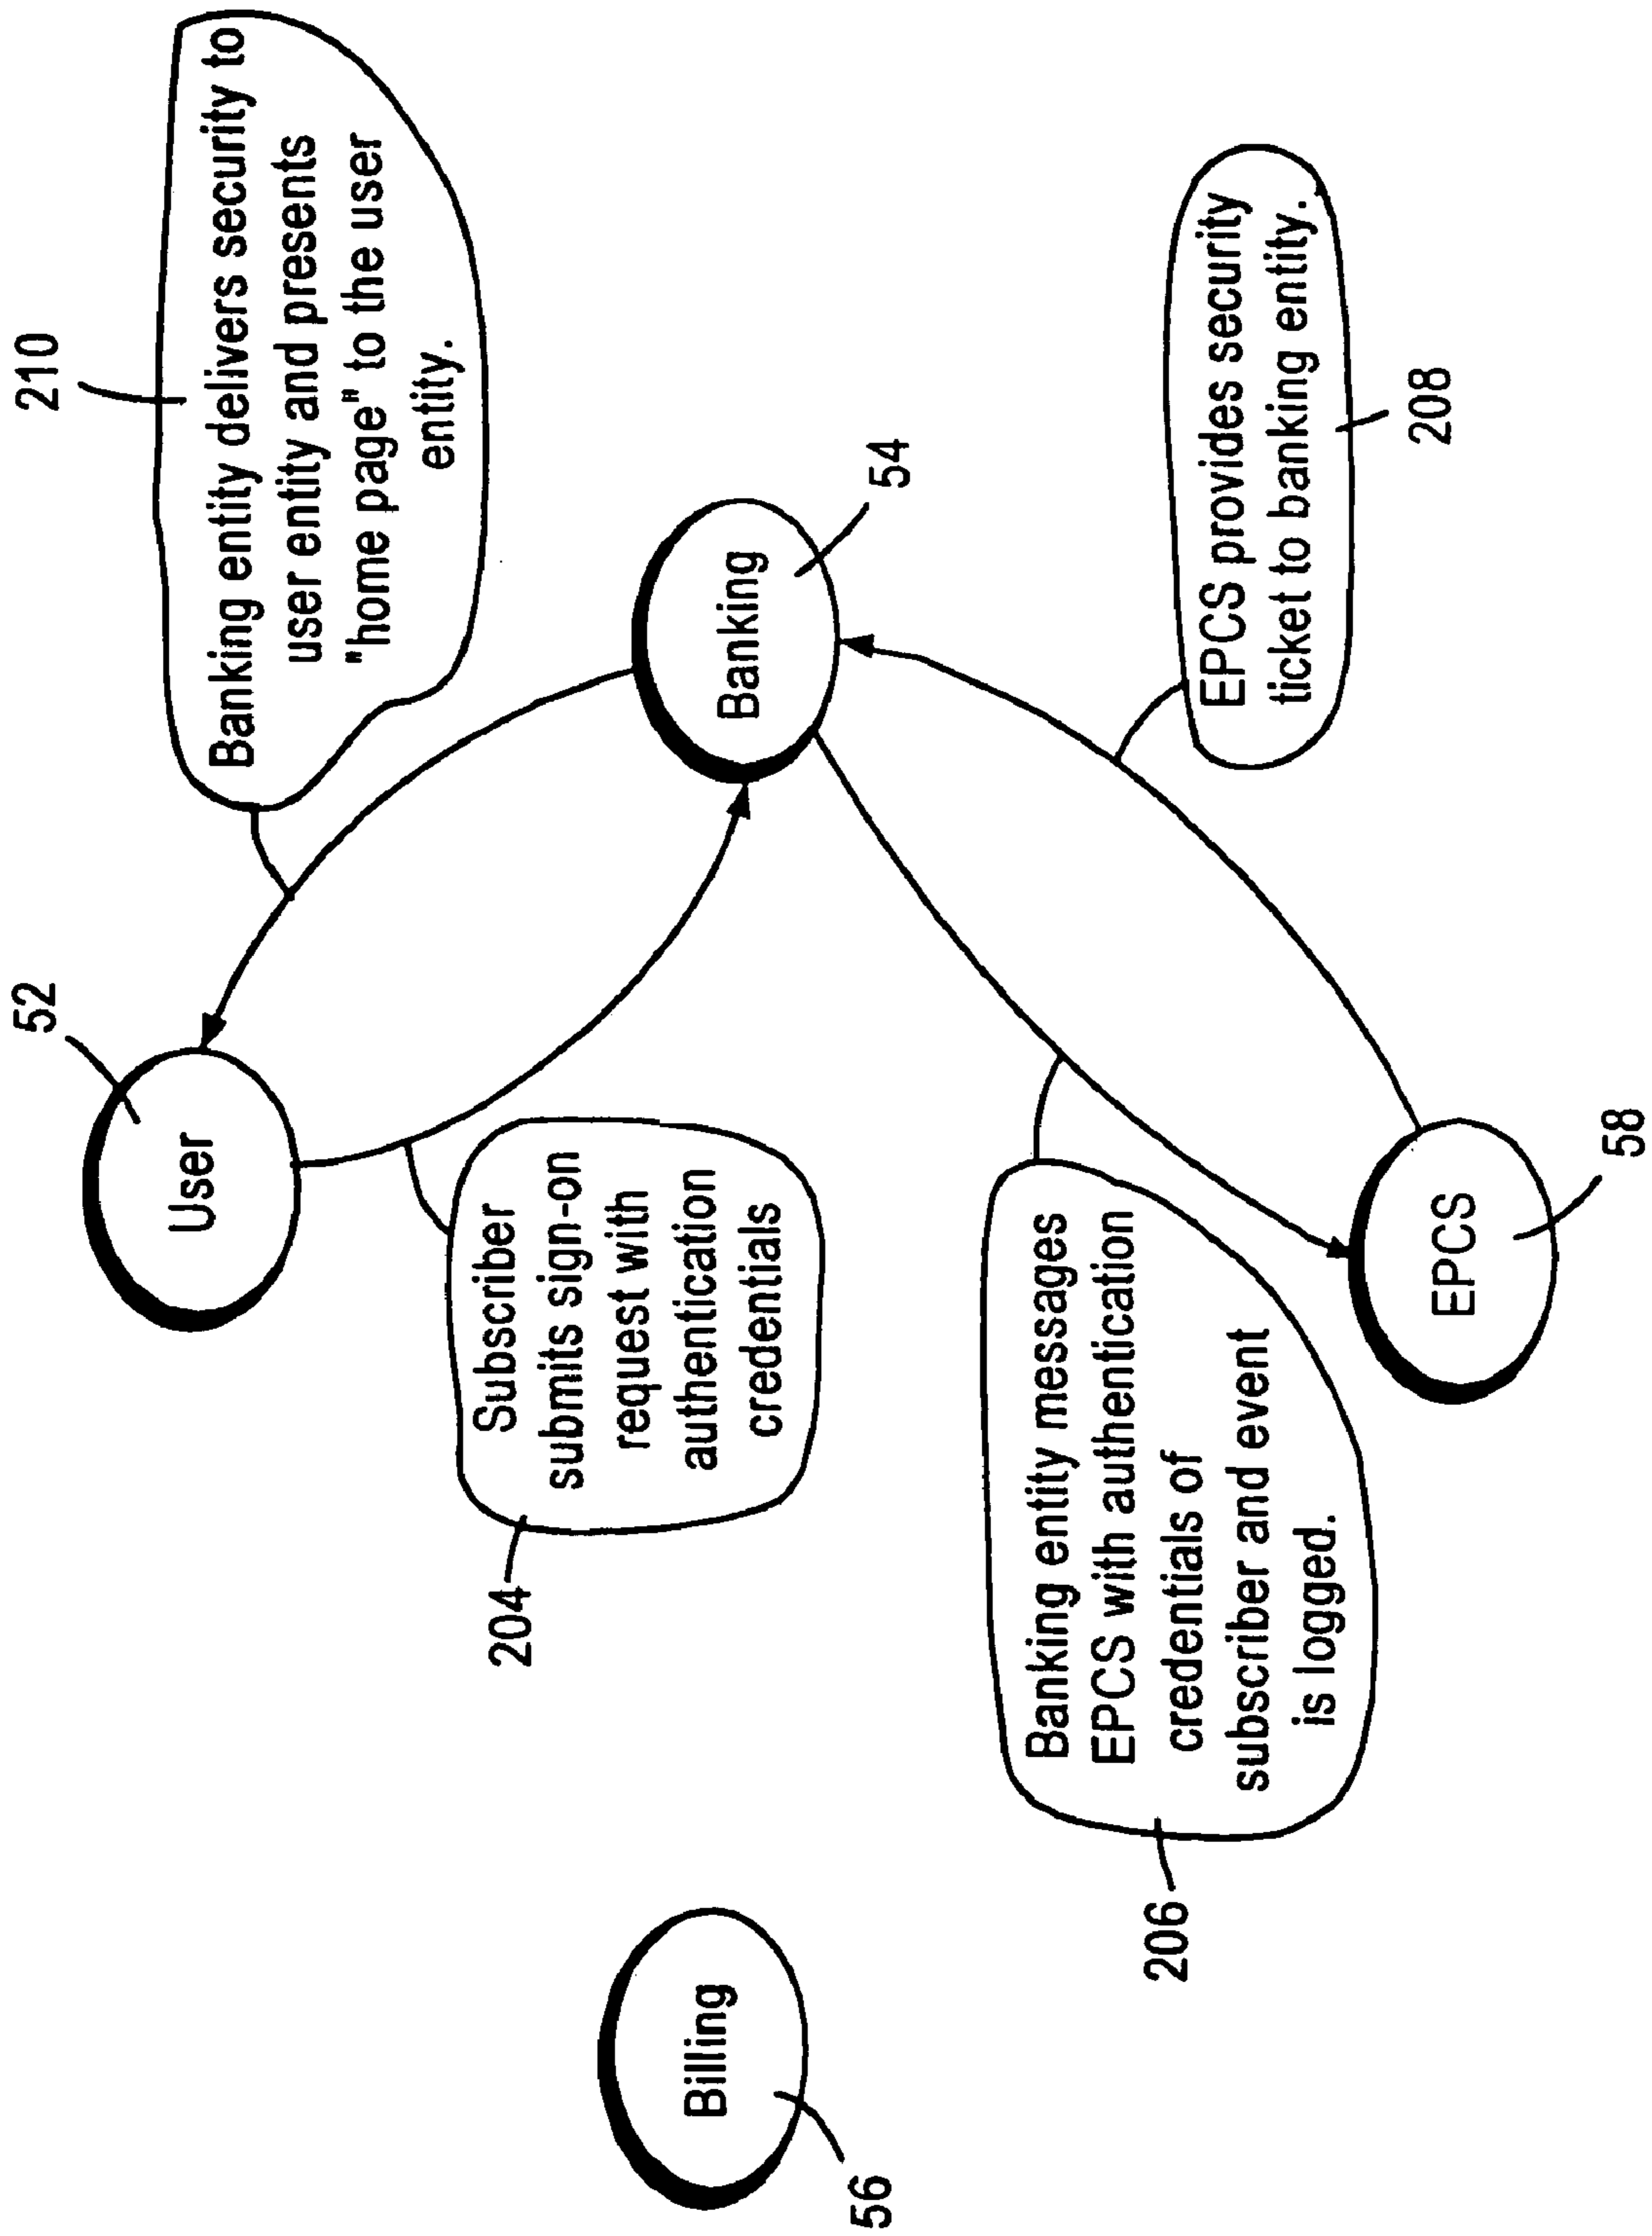 52
User
210
Banking entity delivers security to
user entity and presents
"home page" to the user
entity.
204
Subscriber
submits sign-on
request with
authentication
credentials
56
Billing
Banking
54
206
Banking entity messages
EPCS with authentication
credentials of
subscriber and event
is logged.
EPCS provides security
ticket to banking entity.
208
EPCS
58